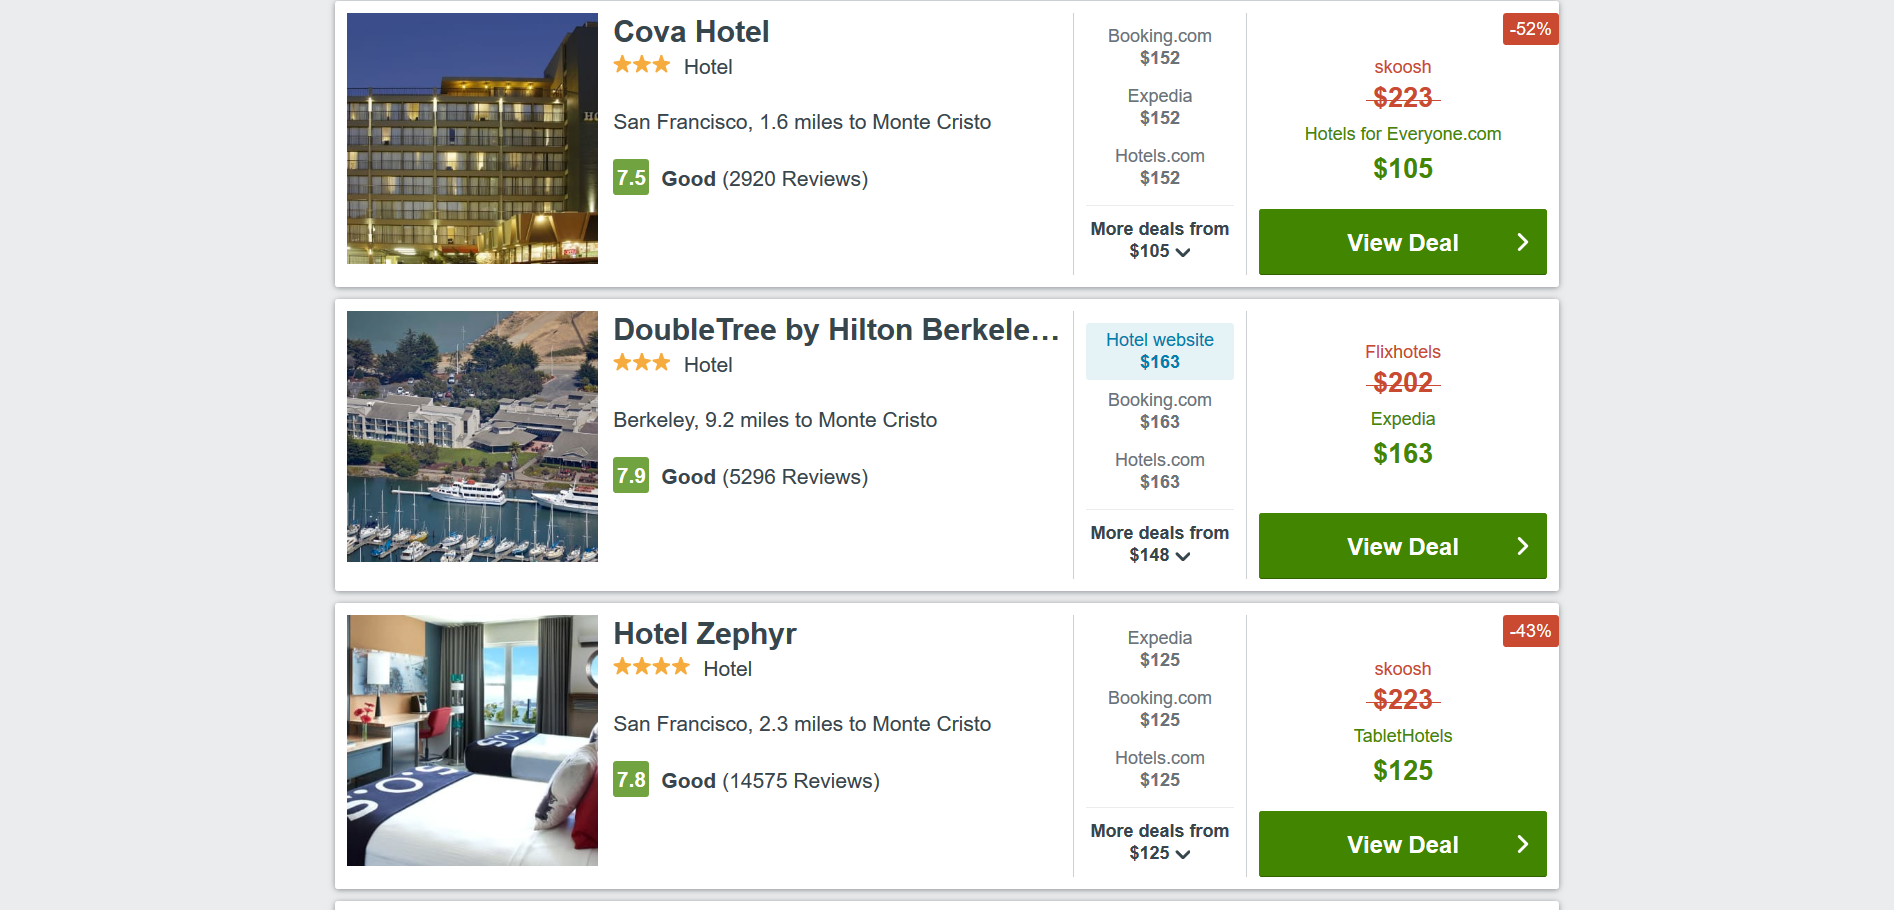 Cova Hotel
Hotel
San Francisco, 1.6 miles to Monte Cristo
7.5 Good (2920 Reviews)
Booking.com
$152
Expedia
$152
Hotels.com
$152
More deals from
$105
-52%
skoosh
$223
Hotels for Everyone.com
$105
View Deal
DoubleTree by Hilton Berkele...
Hotel
Berkeley, 9.2 miles to Monte Cristo
7.9 Good (5296 Reviews)
Hotel website
$163
Booking.com
$163
Hotels.com
$163
More deals from
$148
Flixhotels
$202
Expedia
$163
View Deal
Hotel Zephyr
Hotel
San Francisco, 2.3 miles to Monte Cristo
7.8 Good (14575 Reviews)
Expedia
$125
Booking.com
$125
Hotels.com
$125
More deals from
$125
-43%
skoosh
$223
TabletHotels
$125
View Deal